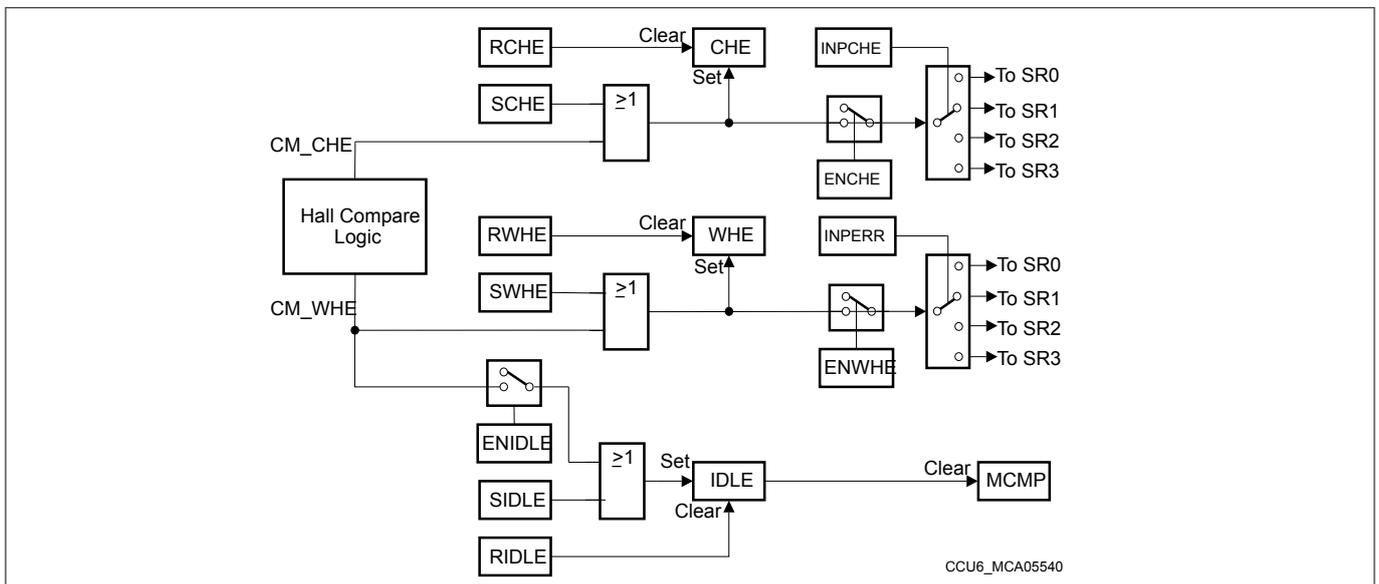 RCHE
Clear
CHE
INPCHE
Set
To SR0
SCHE
≥1
To SR1
To SR2
CM_CHE
ENCHE
To SR3
Hall Compare
Logic
RWHE
Clear
WHE
INPERR
Set
To SR0
SWHE
≥1
To SR1
CM_WHE
To SR2
To SR3
ENWHE
ENIDLE
≥1
Set
IDLE
Clear
MCMP
SIDLE
Clear
RIDLE
CCU6_MCA05540